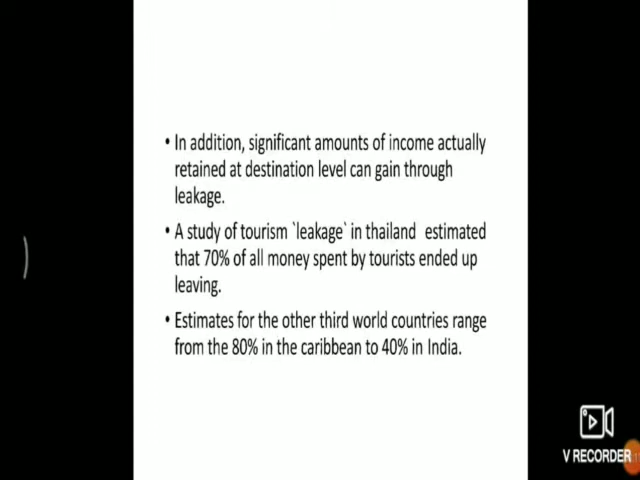 • In addition, significant amounts of income actually
retained at destination level can gain through
leakage.
• A study of tourism `leakage` in thailand estimated
that 70% of all money spent by tourists ended up
leaving.
• Estimates for the other third world countries range
from the 80% in the caribbean to 40% in India.
V RECORDER